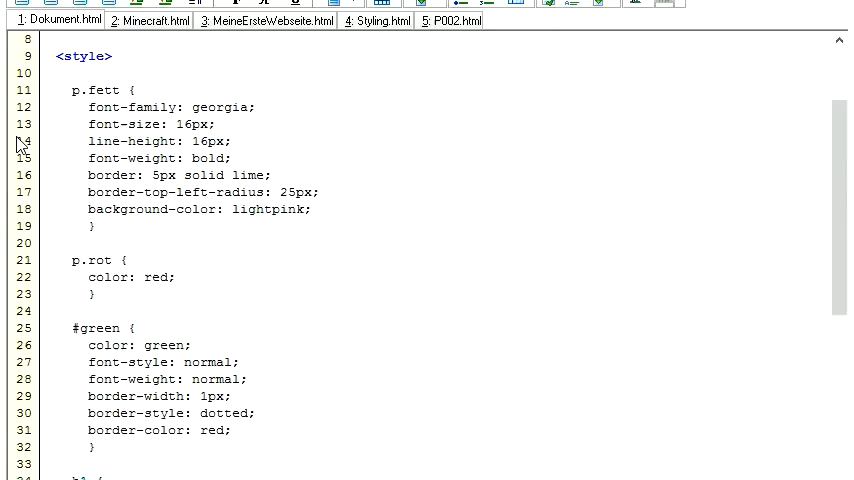 1: Dokument.html 2: Minecraft.html 3: MeineErsteWebseite.html 4: Styling.html 5: P002.html
8
9 <style>
10
11 p.fett {
12 font-family: georgia;
13 font-size: 16px;
14 line-height: 16px;
15 font-weight: bold;
16 border: 5px solid lime;
17 border-top-left-radius: 25px;
18 background-color: lightpink;
19 }
20
21 p.rot {
22 color: red;
23 }
24
25 #green {
26 color: green;
27 font-style: normal;
28 font-weight: normal;
29 border-width: 1px;
30 border-style: dotted;
31 border-color: red;
32 }
33